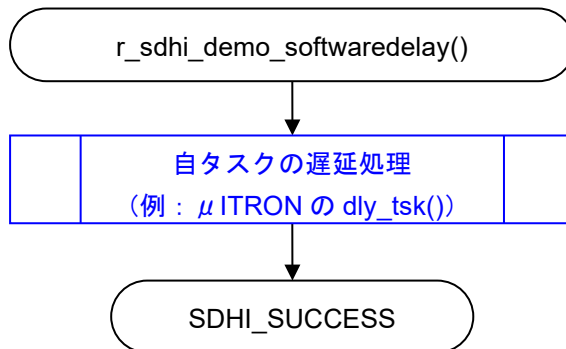 r_sdhi_demo_softwaredelay()
自タスクの遅延処理
（例：μITRON の dly_tsk()）
SDHI_SUCCESS